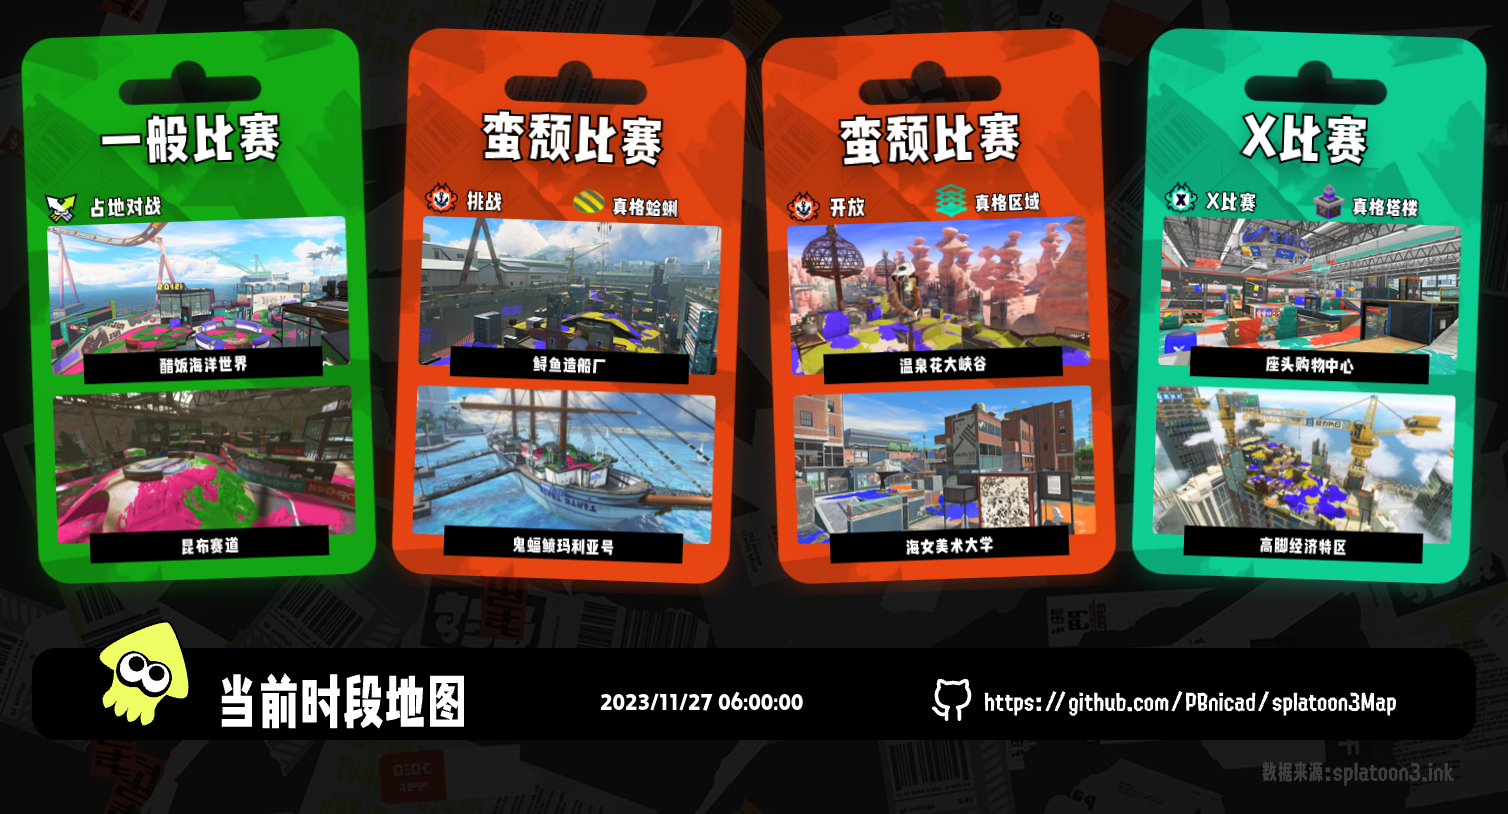 一般比赛
占地对战
醋饭海洋世界
昆布赛道
蛮颓比赛
挑战
真格蛤蜊
鲟鱼造船厂
鬼蝠鲼玛利亚号
蛮颓比赛
开放
真格区域
温泉花大峡谷
海女美术大学
X比赛
X比赛
真格塔楼
座头购物中心
高脚经济特区
当前时段地图
2023/11/27 06:00:00
https://github.com/PBnicad/splatoon3Map
数据来源:splatoon3.ink